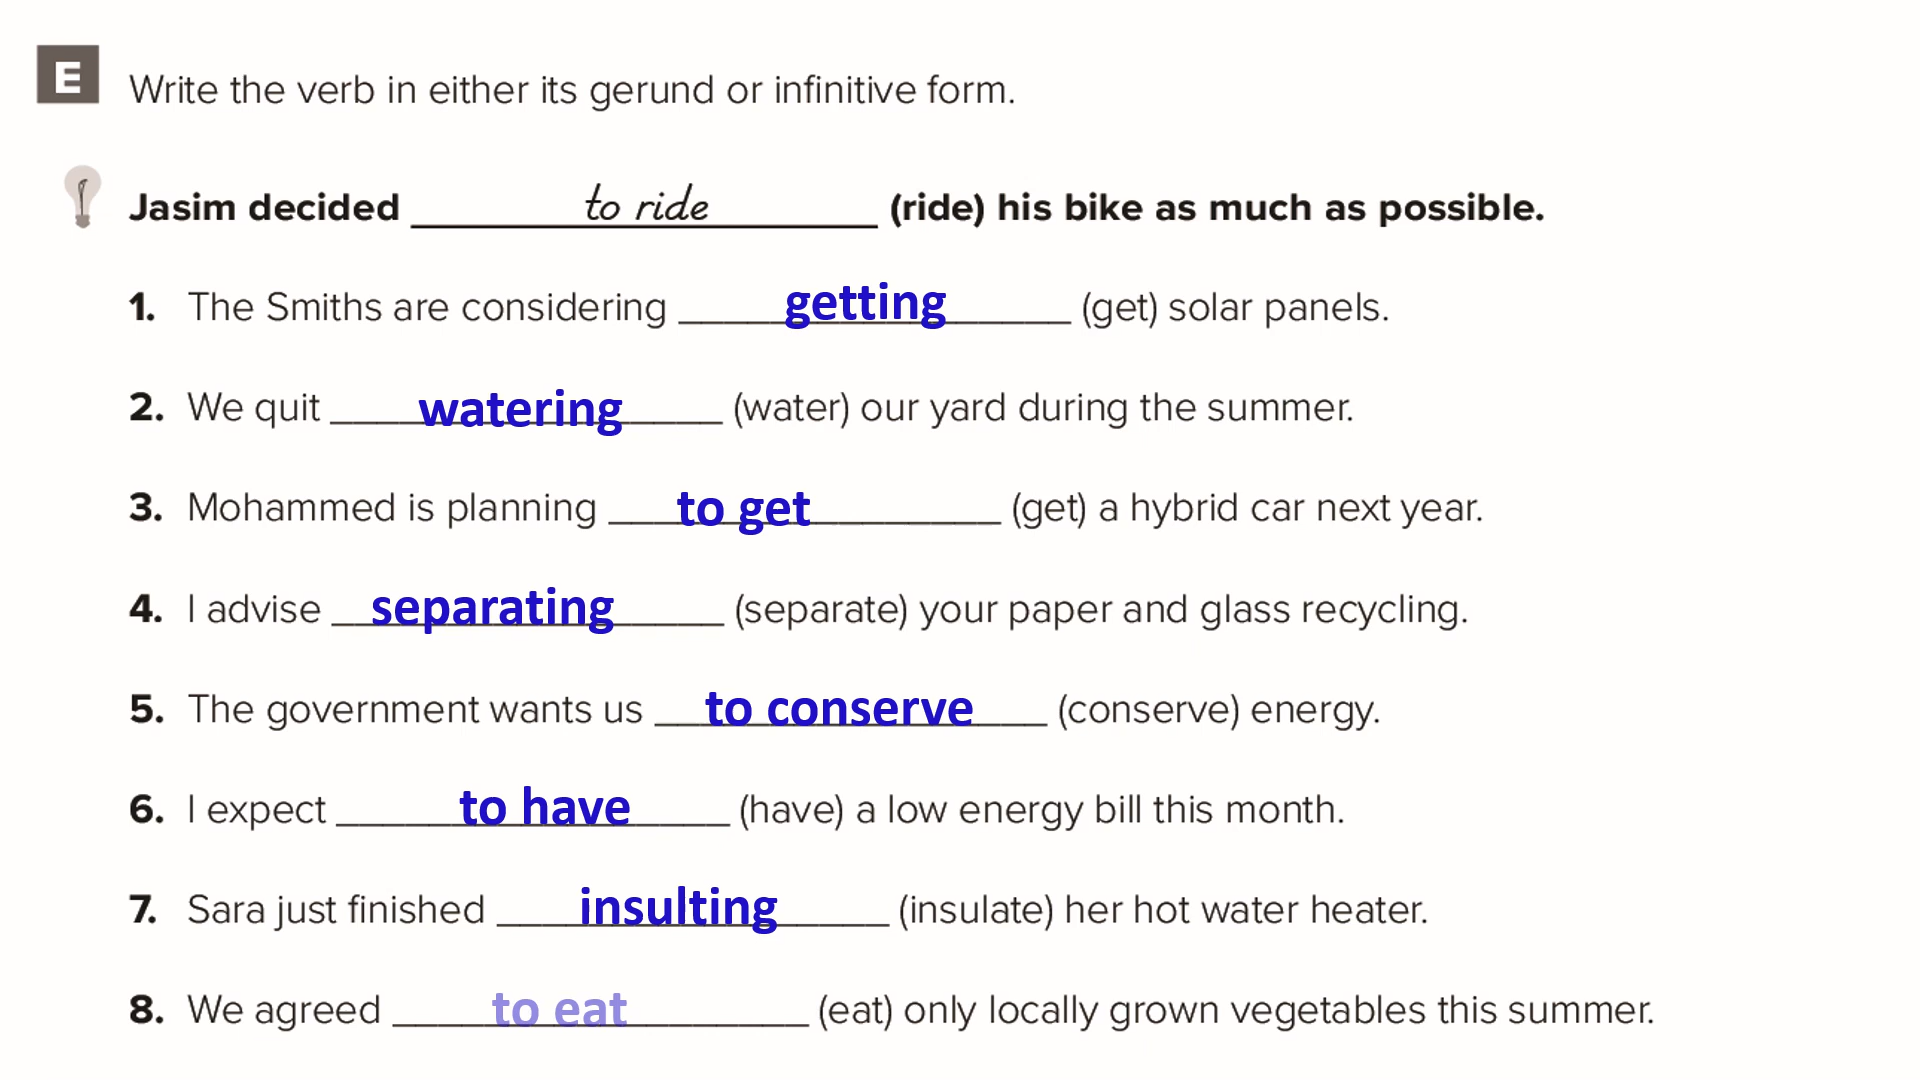 E Write the verb in either its gerund or infinitive form.
Jasim decided to ride (ride) his bike as much as possible.
1. The Smiths are considering getting (get) solar panels.
2. We quit watering (water) our yard during the summer.
3. Mohammed is planning to get (get) a hybrid car next year.
4. I advise separating (separate) your paper and glass recycling.
5. The government wants us to conserve (conserve) energy.
6. I expect to have (have) a low energy bill this month.
7. Sara just finished insulting (insulate) her hot water heater.
8. We agreed to eat (eat) only locally grown vegetables this summer.